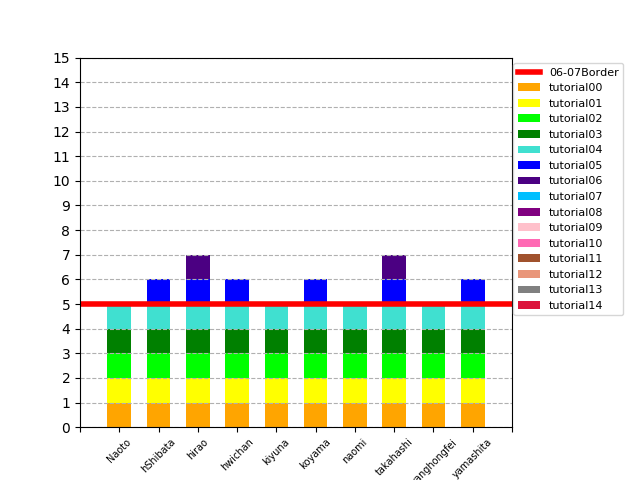 15
14
13
12
11
10
9
8
7
6
5
4
3
2
1
0
Naoto
hShibata
hirao
hwichan
kiyuna
koyama
naomi
takahashi
anghongfei
yamashita
06-07Border
tutorial00
tutorial01
tutorial02
tutorial03
tutorial04
tutorial05
tutorial06
tutorial07
tutorial08
tutorial09
tutorial10
tutorial11
tutorial12
tutorial13
tutorial14